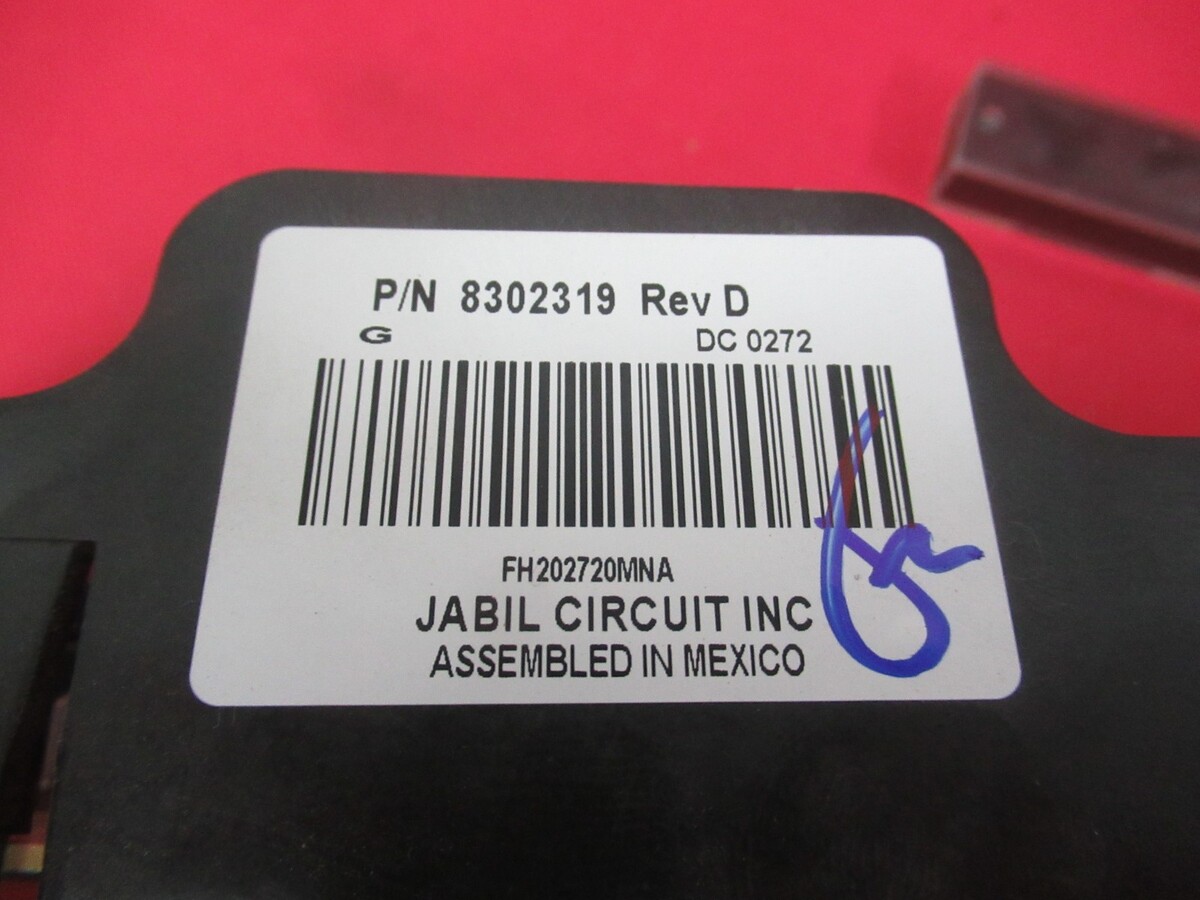 P/N 8302319 Rev D
G DC 0272
FH202720MNA
JABIL CIRCUIT INC
ASSEMBLED IN MEXICO